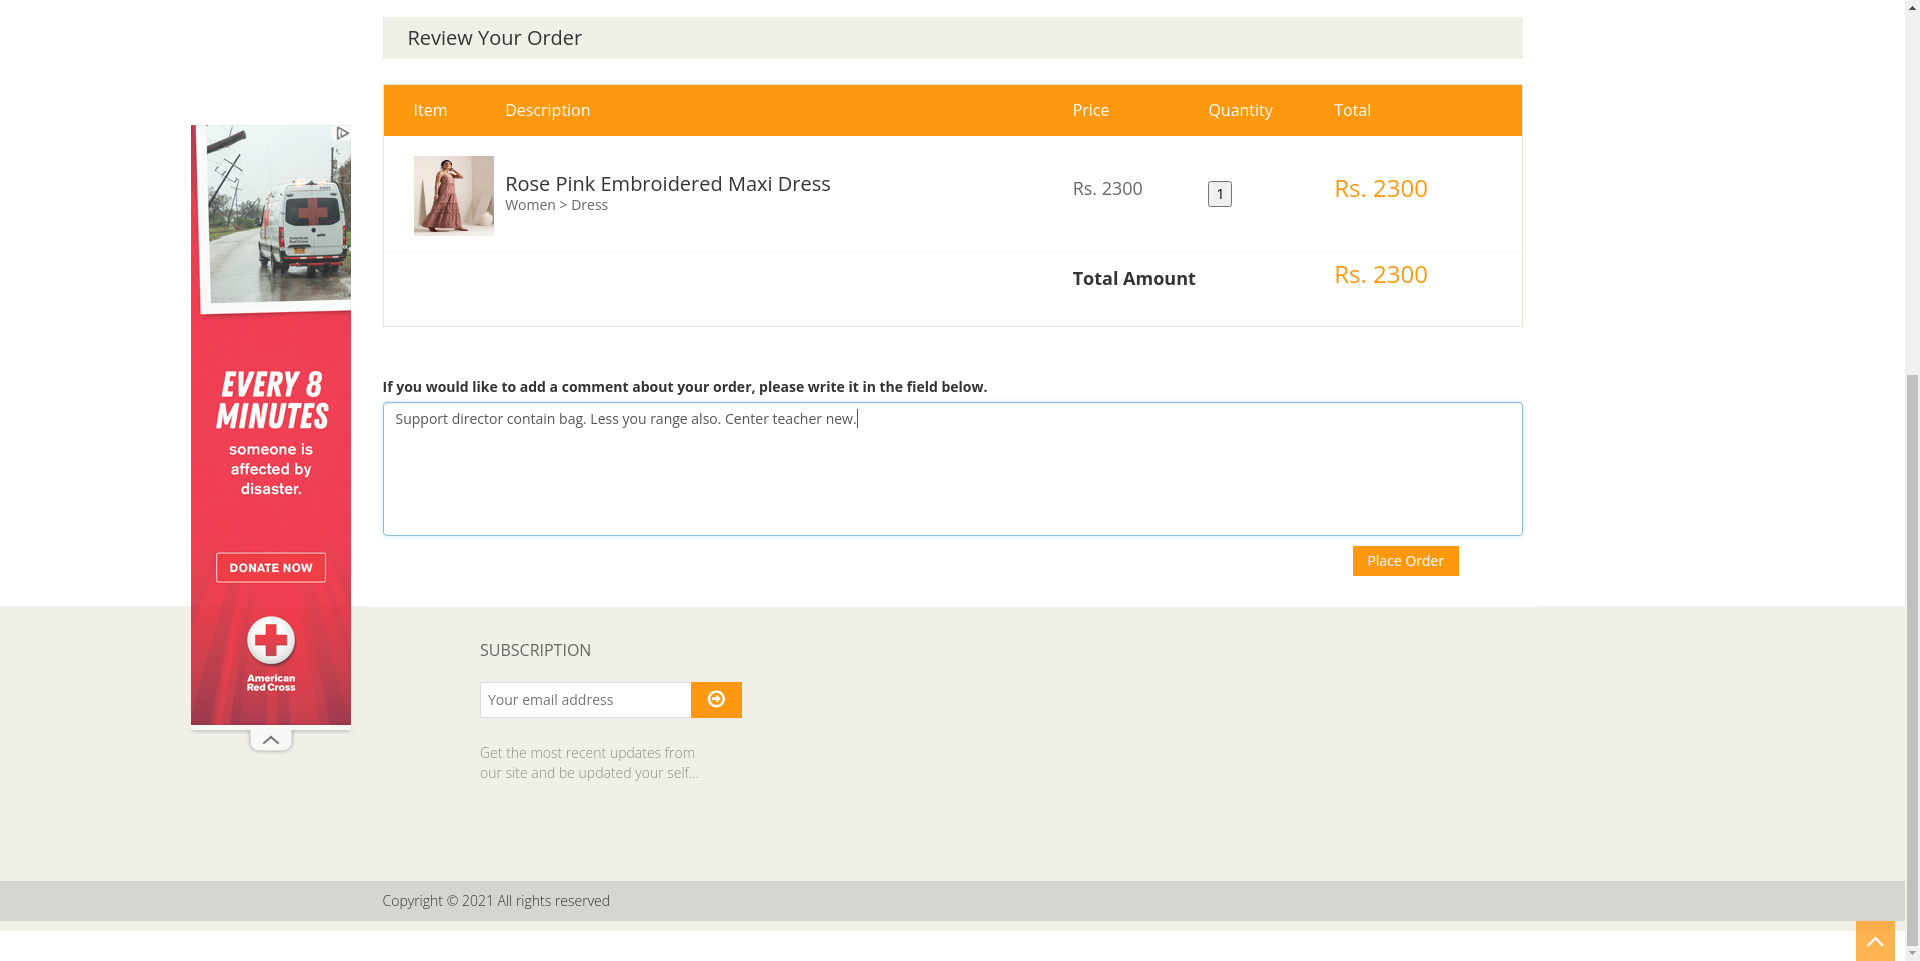 Review Your Order
Item Description Price Quantity Total
Rose Pink Embroidered Maxi Dress
Women > Dress
Rs. 2300
1
Rs. 2300
Total Amount
Rs. 2300
If you would like to add a comment about your order, please write it in the field below.
Support director contain bag. Less you range also. Center teacher new.
Place Order
EVERY 8
MINUTES
someone is
affected by
disaster.
DONATE NOW
American
Red Cross
SUBSCRIPTION
Your email address
Get the most recent updates from
our site and be updated your self...
Copyright © 2021 All rights reserved